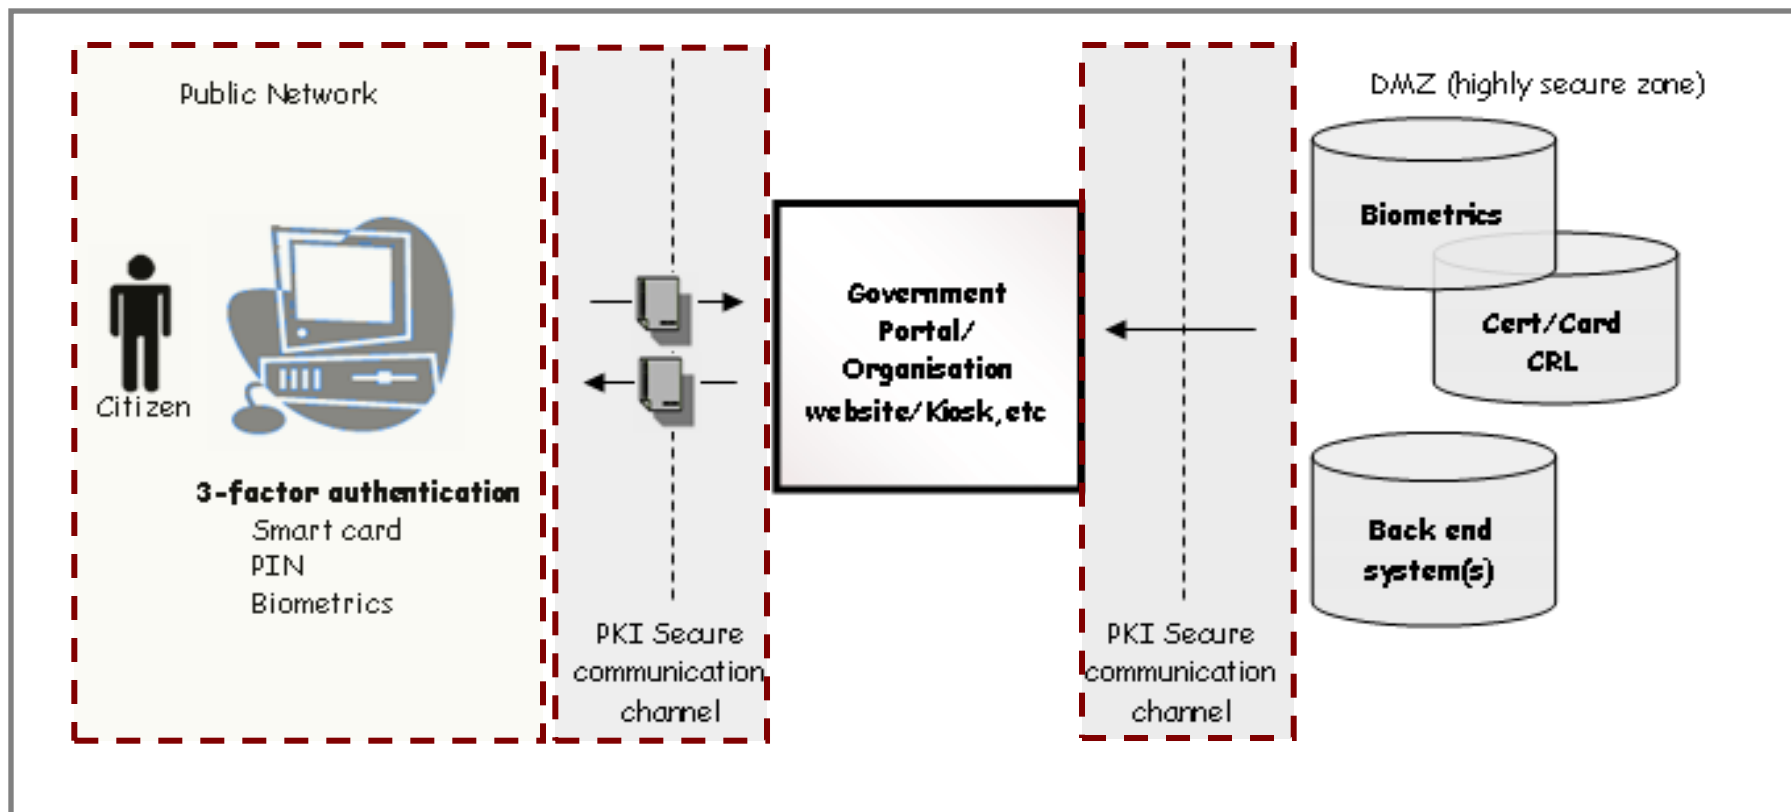 Public Network
Citizen
3-factor authentication
Smart card
PIN
Biometrics
PKI Secure
communication
channel
Government
Portal/
Organisation
website/Kiosk,etc
PKI Secure
communication
channel
DMZ (highly secure zone)
Biometrics
Cert/Card
CRL
Back end
system(s)